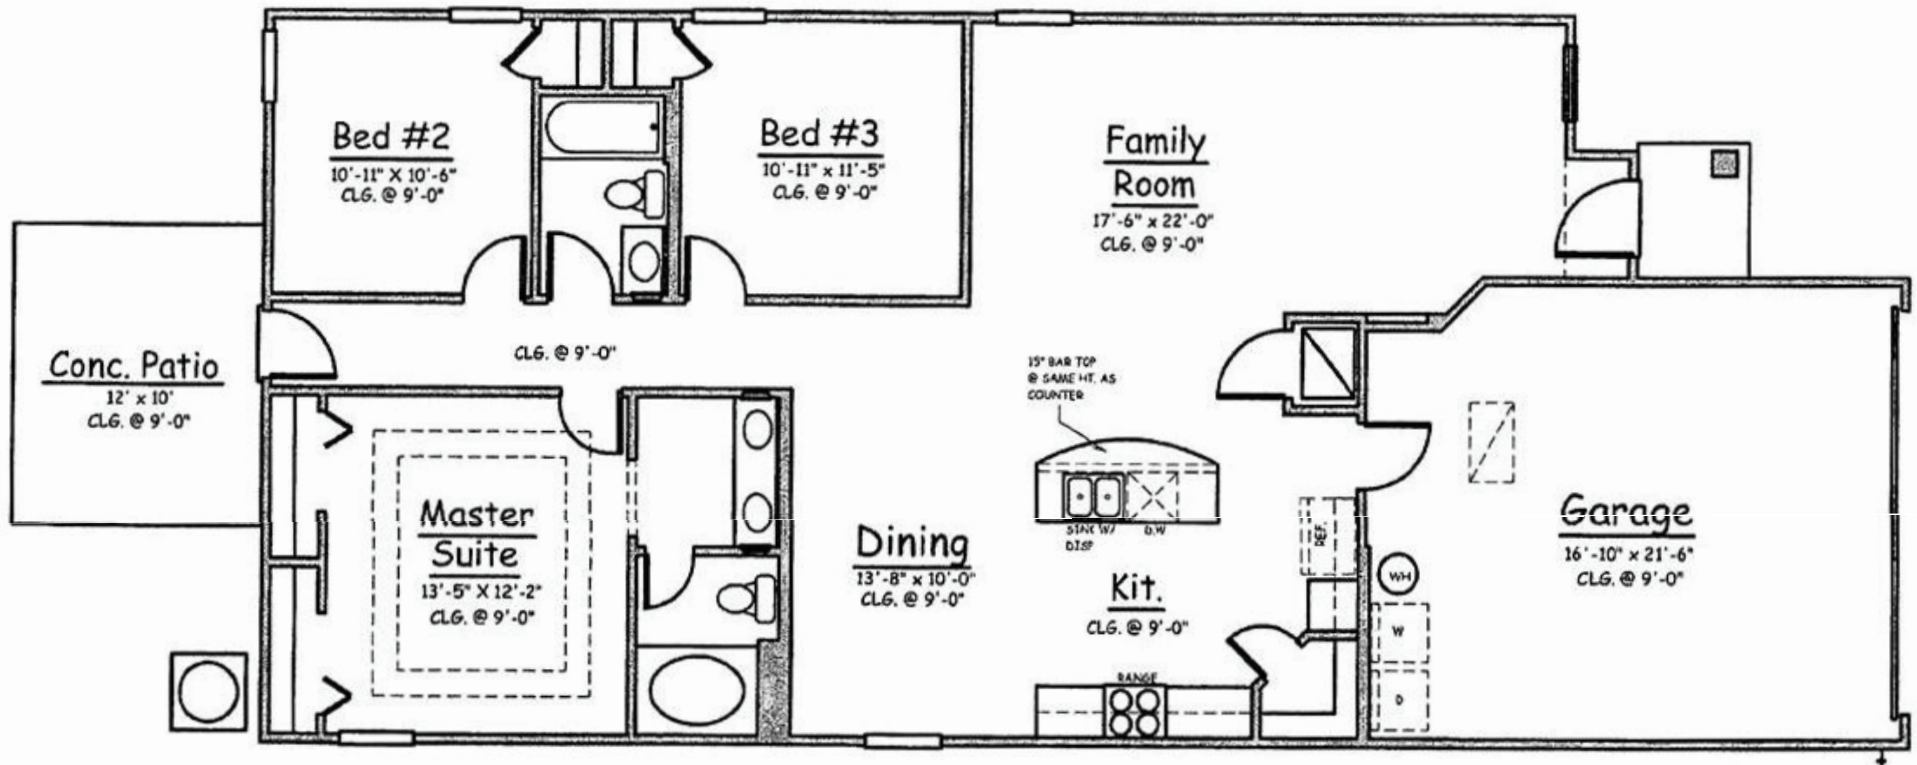 Bed #2
10'-11" X 10'-6"
CLG. @ 9'-0"
Bed #3
10'-11" x 11'-5"
CLG. @ 9'-0"
Family
Room
17'-6" x 22'-0"
CLG. @ 9'-0"
Conc. Patio
12' x 10'
CLG. @ 9'-0"
CLG. @ 9'-0"
15" BAR TOP
@ SAME HT. AS
COUNTER
Master
Suite
13'-5" X 12'-2"
CLG. @ 9'-0"
Dining
13'-8" x 10'-0"
CLG. @ 9'-0"
SINK W/
DISP
D.W
Kit.
CLG. @ 9'-0"
REF.
RANGE
Garage
16'-10" x 21'-6"
CLG. @ 9'-0"
WH
W
D